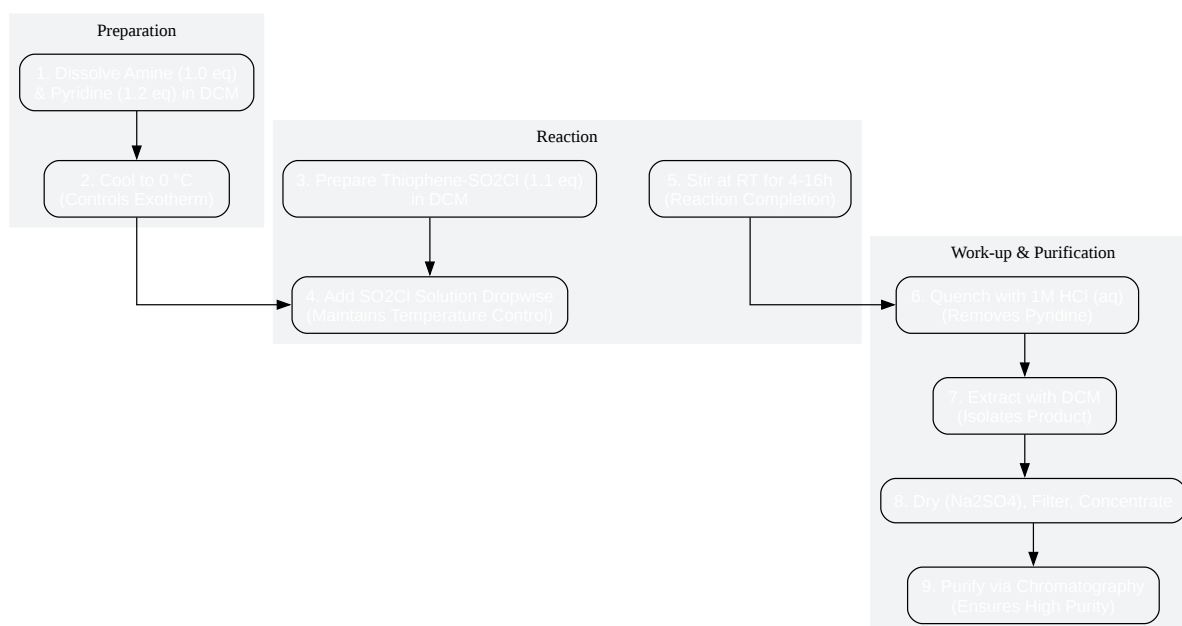 Preparation
1. Dissolve Amine (1.0 eq)
& Pyridine (1.2 eq) in DCM
2. Cool to 0 °C
(Controls Exotherm)
Reaction
3. Prepare Thiophene-SO2Cl (1.1 eq)
in DCM
4. Add SO2Cl Solution Dropwise
(Maintains Temperature Control)
5. Stir at RT for 4-16h
(Reaction Completion)
Work-up & Purification
6. Quench with 1M HCl (aq)
(Removes Pyridine)
7. Extract with DCM
(Isolates Product)
8. Dry (Na2SO4), Filter, Concentrate
9. Purify via Chromatography
(Ensures High Purity)